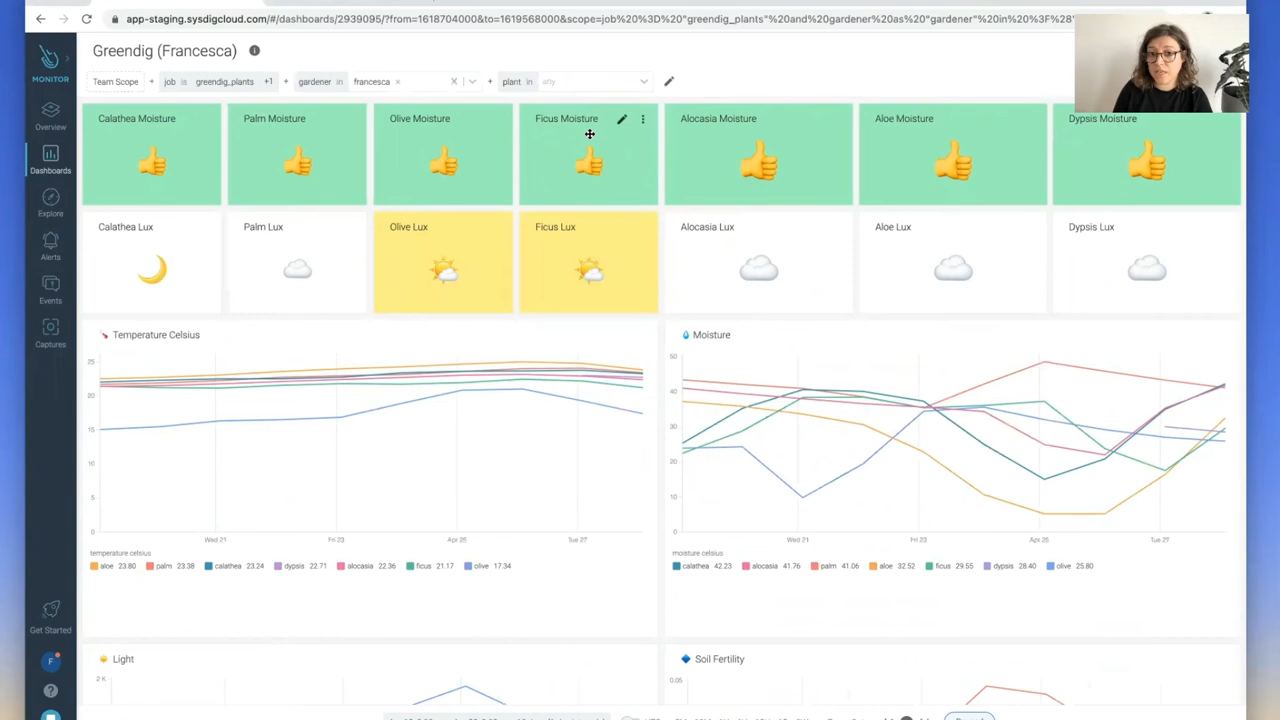 app-staging.sysdigcloud.com/#/dashboards/2939095/?from=1618704000&to=1619568000&scope=job%20%3D%20"greendig_plants"%20and%20gardener%20as%20"gardener"%20in%20%3F%28"
MONITOR
Overview
Dashboards
Explore
Alerts
Events
Captures
Get Started
F
?
Greendig (Francesca)
Team Scope + job is greendig_plants +1 + gardener in francesca × + plant in any
Calathea Moisture
Palm Moisture
Olive Moisture
Ficus Moisture
Alocasia Moisture
Aloe Moisture
Dypsis Moisture
Calathea Lux
Palm Lux
Olive Lux
Ficus Lux
Alocasia Lux
Aloe Lux
Dypsis Lux
Temperature Celsius
25
20
15
10
5
0
Wed 21 Fri 23 Apr 25 Tue 27
temperature celsius
aloe 23.80 palm 23.38 calathea 23.24 dypsis 22.71 alocasia 22.36 ficus 21.17 olive 17.34
Moisture
50
40
30
20
10
0
Wed 21 Fri 23 Apr 25 Tue 27
moisture celsius
calathea 42.23 alocasia 41.76 palm 41.06 aloe 32.52 ficus 29.55 dypsis 28.40 olive 25.80
Light
2 K
Soil Fertility
0.05